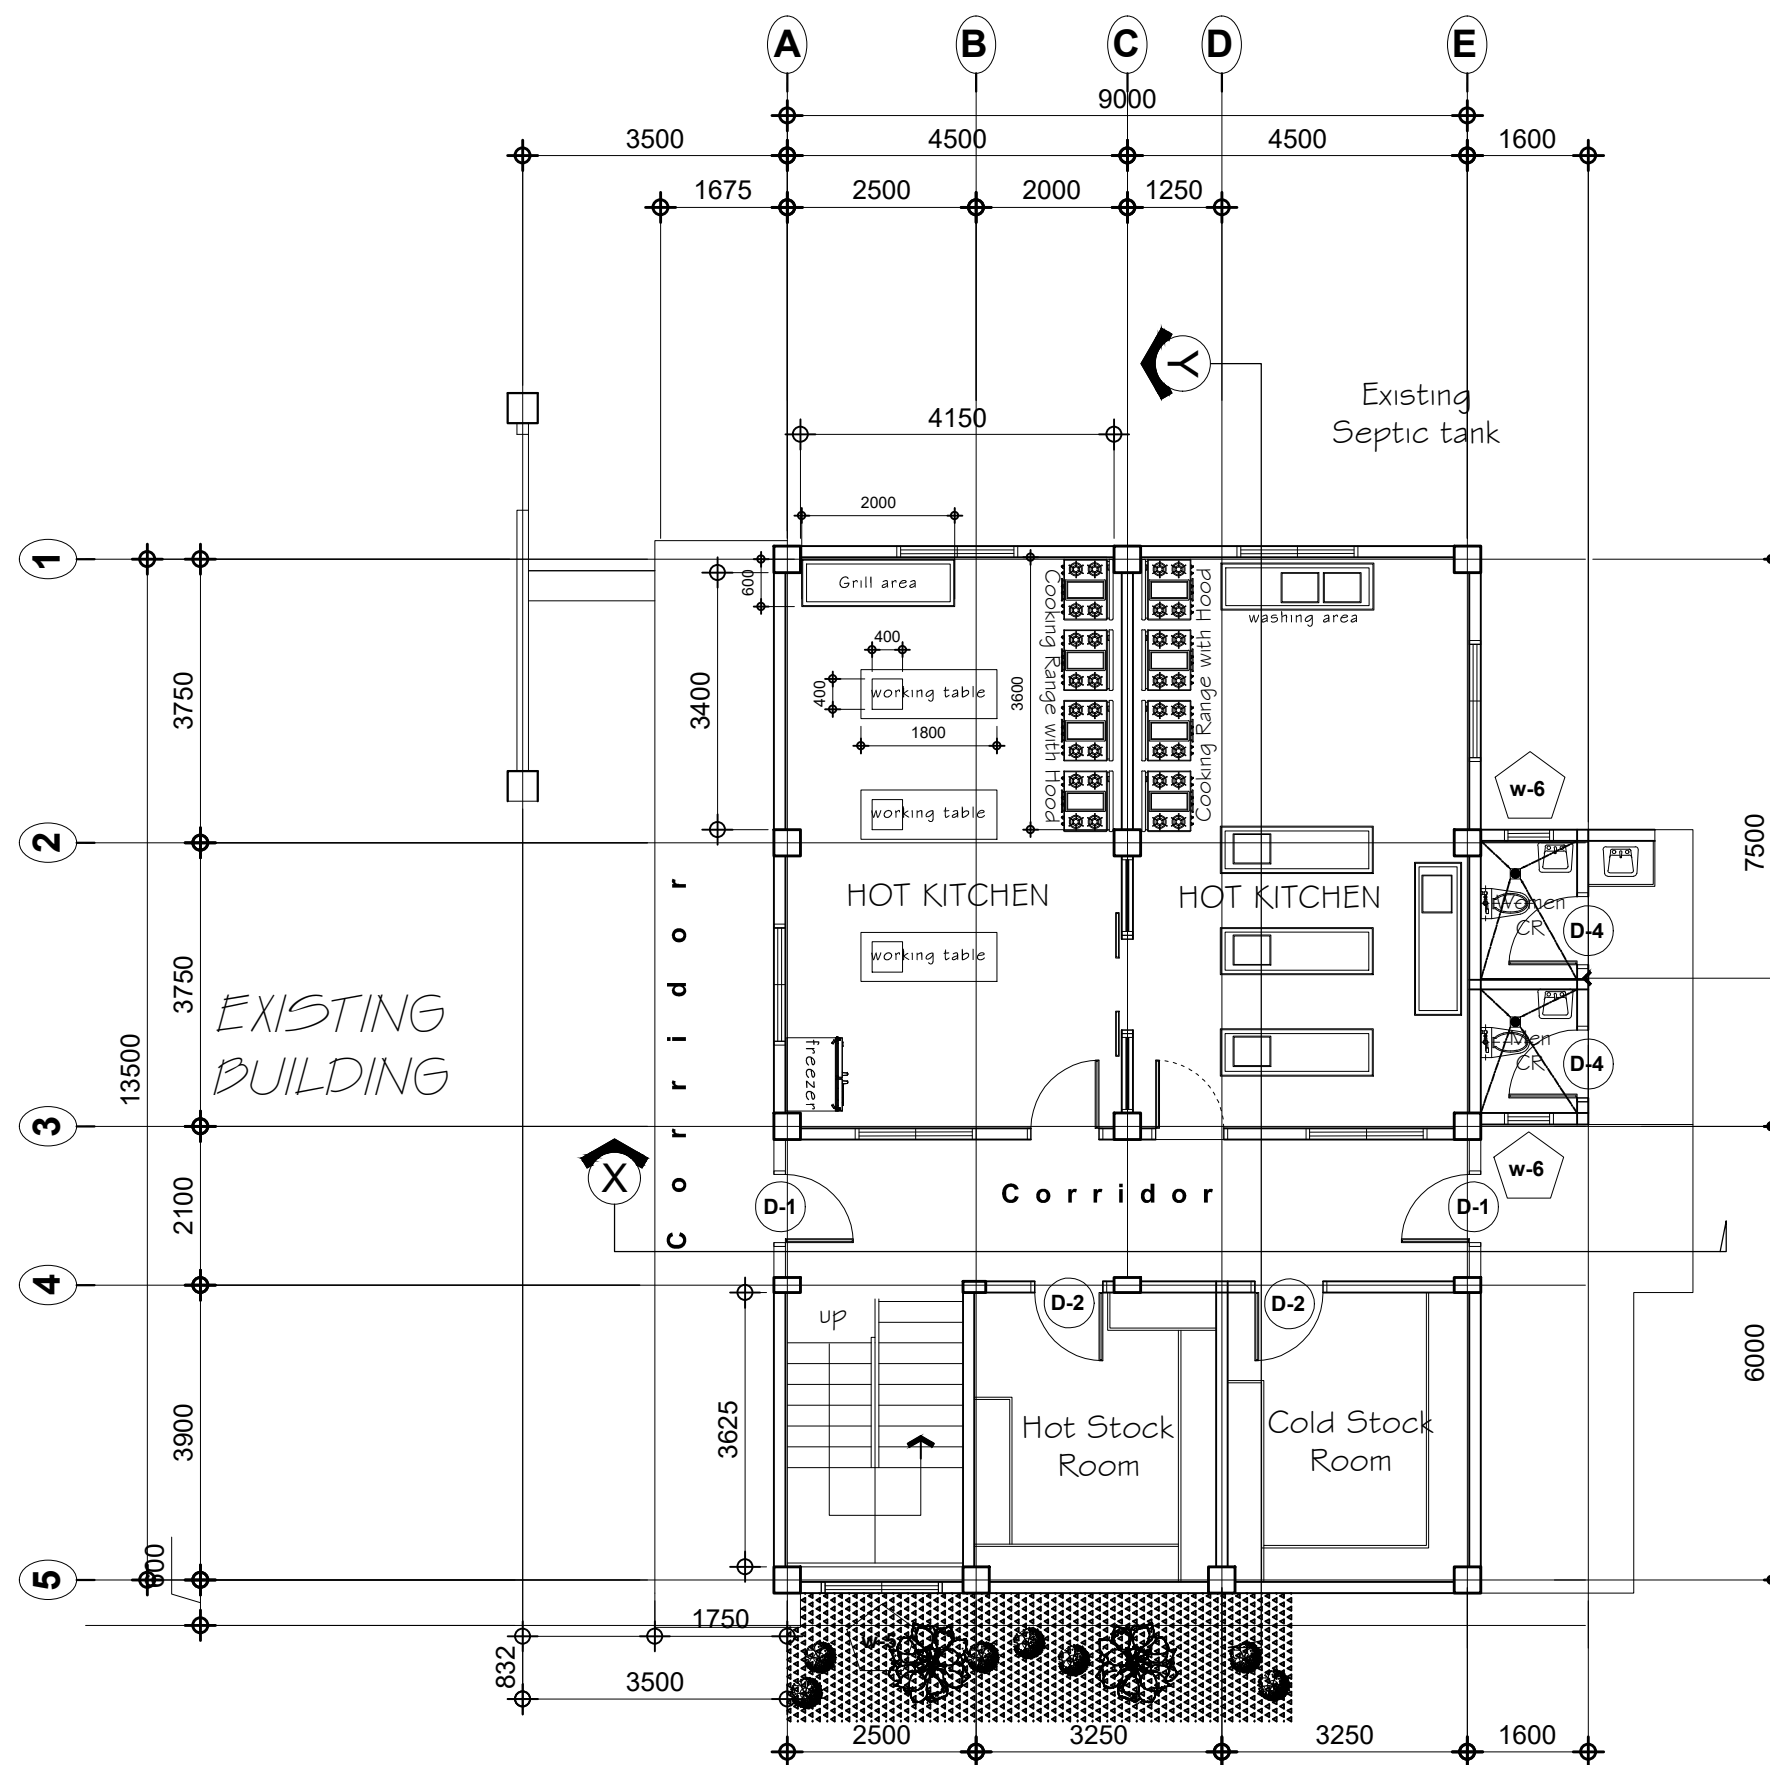 A B C D E
9000
3500 4500 4500 1600
1675 2500 2000 1250
Y
Existing
Septic tank
4150
2000
1
600
Grill area
Cooking Range with Hood
Cooking Range with Hood
washing area
400
400
working table
1800
3600
3400
3750
working table
w-6
2
7500
HOT KITCHEN
HOT KITCHEN
Women
CR
D-4
working table
3750
EXISTING
BUILDING
Corridor
13500
freezer
Men
CR
D-4
3
X
w-6
Corridor
D-1
D-1
2100
4
D-2
D-2
up
6000
3900
3625
Hot Stock
Room
Cold Stock
Room
5
600
1750
w-5
832
3500
2500 3250 3250 1600